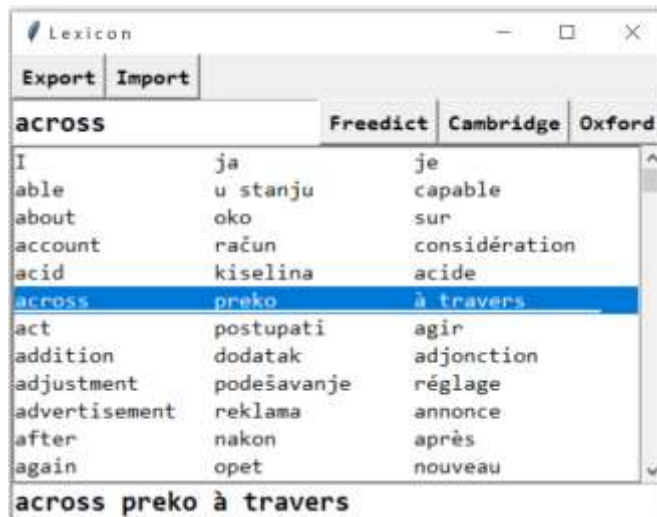 Lexicon
Export Import
across Freedict Cambridge Oxford
I ja je
able u stanju capable
about oko sur
account račun considération
acid kiselina acide
across preko à travers
act postupati agir
addition dodatak adjonction
adjustment podešavanje réglage
advertisement reklama annonce
after nakon après
again opet nouveau
across preko à travers